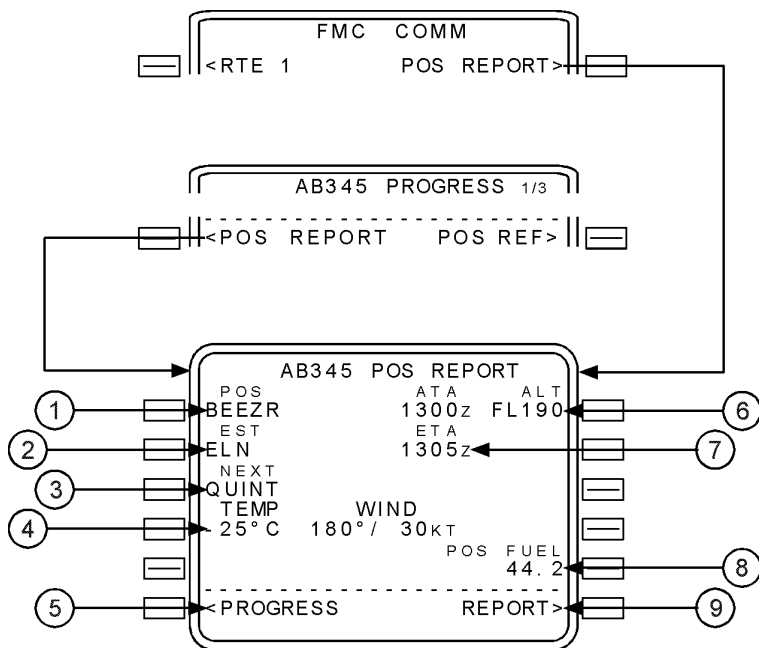 FMC COMM
<RTE 1 POS REPORT>
AB345 PROGRESS 1/3
<POS REPORT POS REF>
AB345 POS REPORT
POS ATA ALT
1 BEEZR 1300z FL190 6
EST ETA
2 ELN 1305z 7
NEXT
3 QUINT
TEMP WIND
4 -25°C 180°/ 30KT
POS FUEL
44.2 8
5 <PROGRESS REPORT> 9